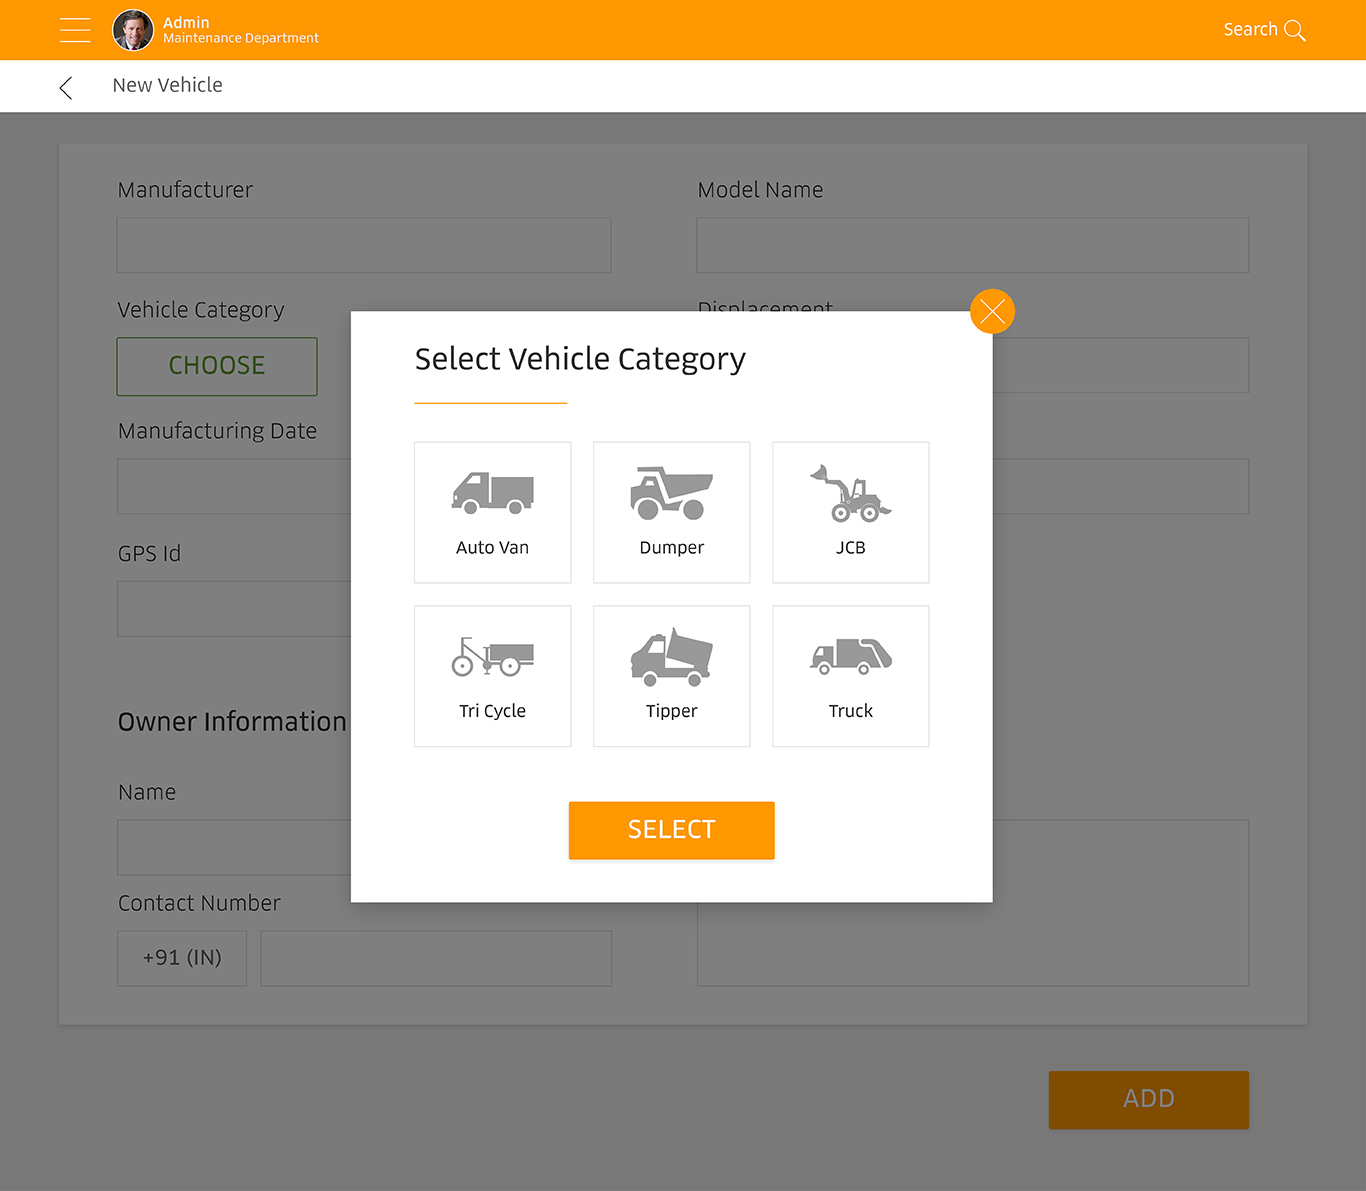 Admin
Maintenance Department
Search
New Vehicle
Manufacturer
Model Name
Vehicle Category
Displacement
CHOOSE
Select Vehicle Category
Manufacturing Date
Auto Van
Dumper
JCB
GPS Id
Tri Cycle
Tipper
Truck
Owner Information
Name
SELECT
Contact Number
+91 (IN)
ADD